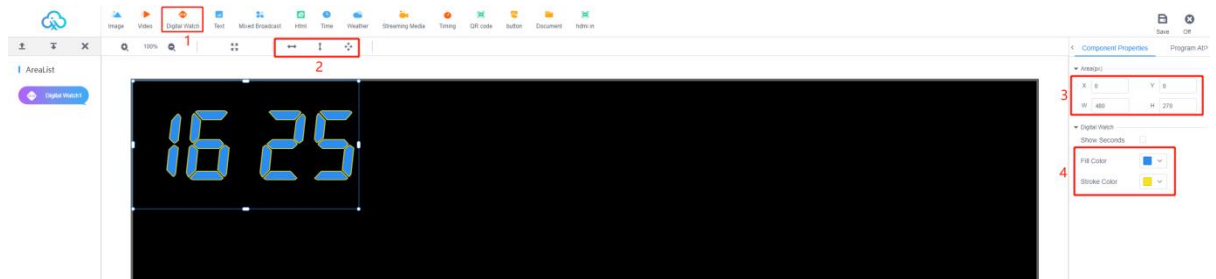 Image Video Digital Watch Text Mixed Broadcast Html Time Weather Streaming Media Timing QR code button Document hdmi in
Save Off
1
100%
2
Component Properties Program Att
AreaList
Digital Watch1
Area(px)
X 0 Y 0
W 480 H 270
3
Digital Watch
Show Seconds
Fill Color
Stroke Color
4
16 25